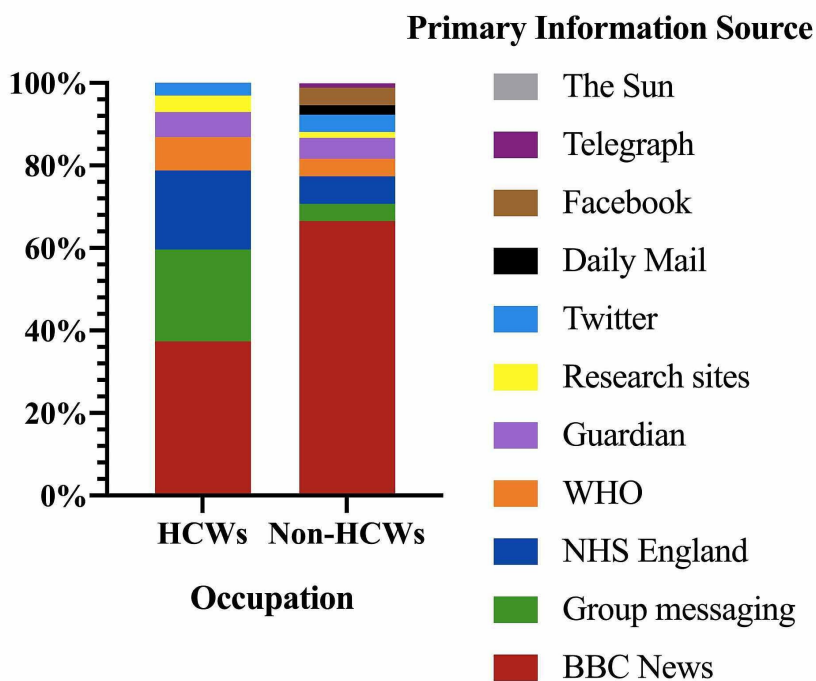 Primary Information Source
100%
80%
60%
40%
20%
0%
HCWs Non-HCWs
Occupation
The Sun
Telegraph
Facebook
Daily Mail
Twitter
Research sites
Guardian
WHO
NHS England
Group messaging
BBC News